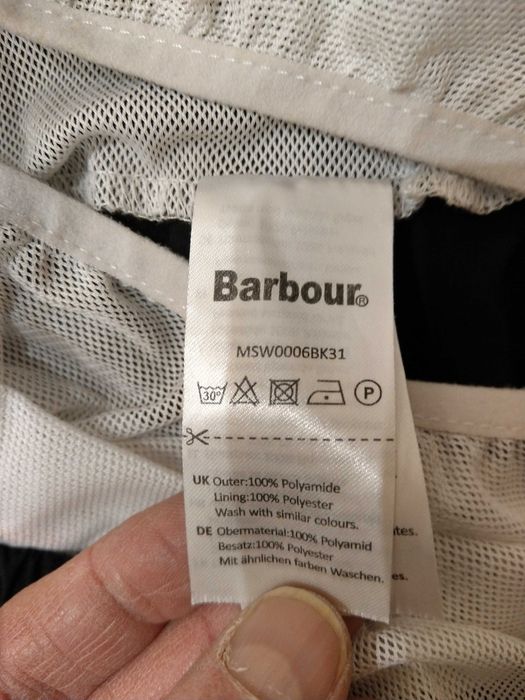 Barbour®
MSW0006BK31
30° P
UK Outer:100% Polyamide
Lining:100% Polyester
Wash with similar colours.
DE Obermaterial:100% Polyamid
Besatz:100% Polyester
Mit ähnlichen farben Waschen.